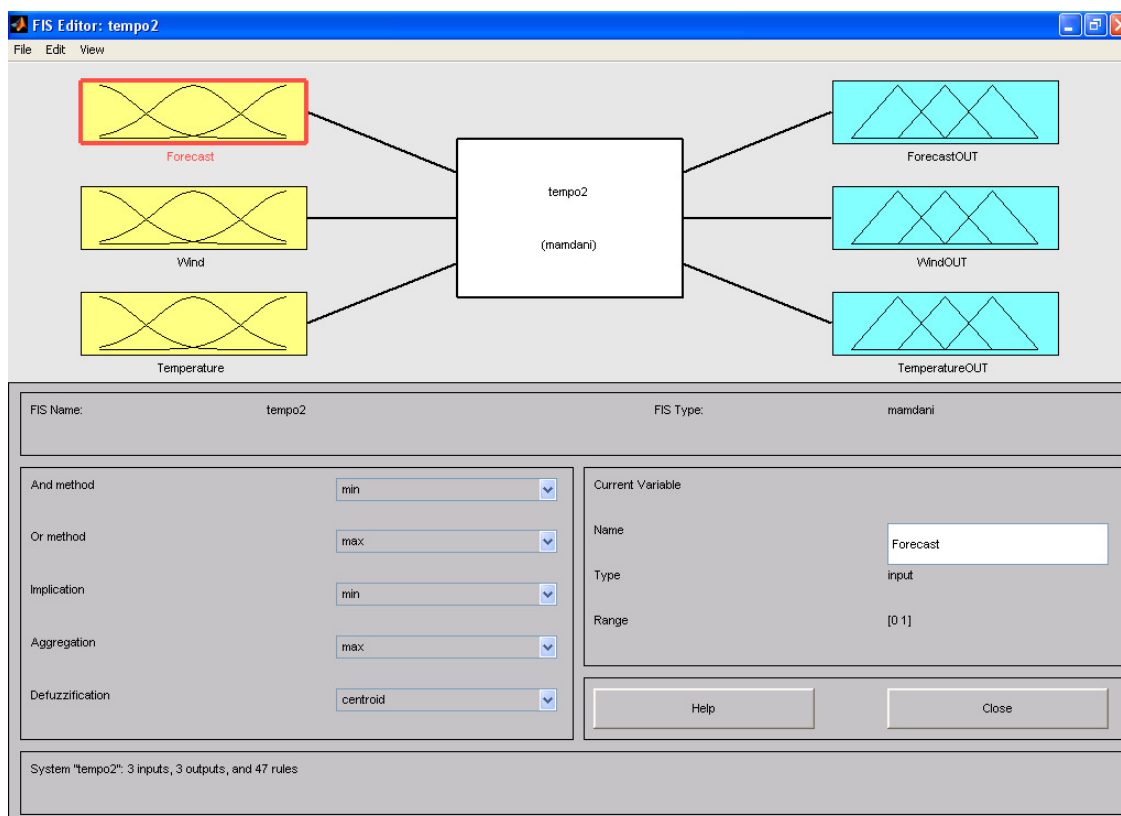 FIS Editor: tempo2
File Edit View
Forecast
Wind
Temperature
tempo2
(mamdani)
ForecastOUT
WindOUT
TemperatureOUT
FIS Name: tempo2 FIS Type: mamdani
And method min
Or method max
Implication min
Aggregation max
Defuzzification centroid
Current Variable
Name Forecast
Type input
Range [0 1]
Help Close
System "tempo2": 3 inputs, 3 outputs, and 47 rules